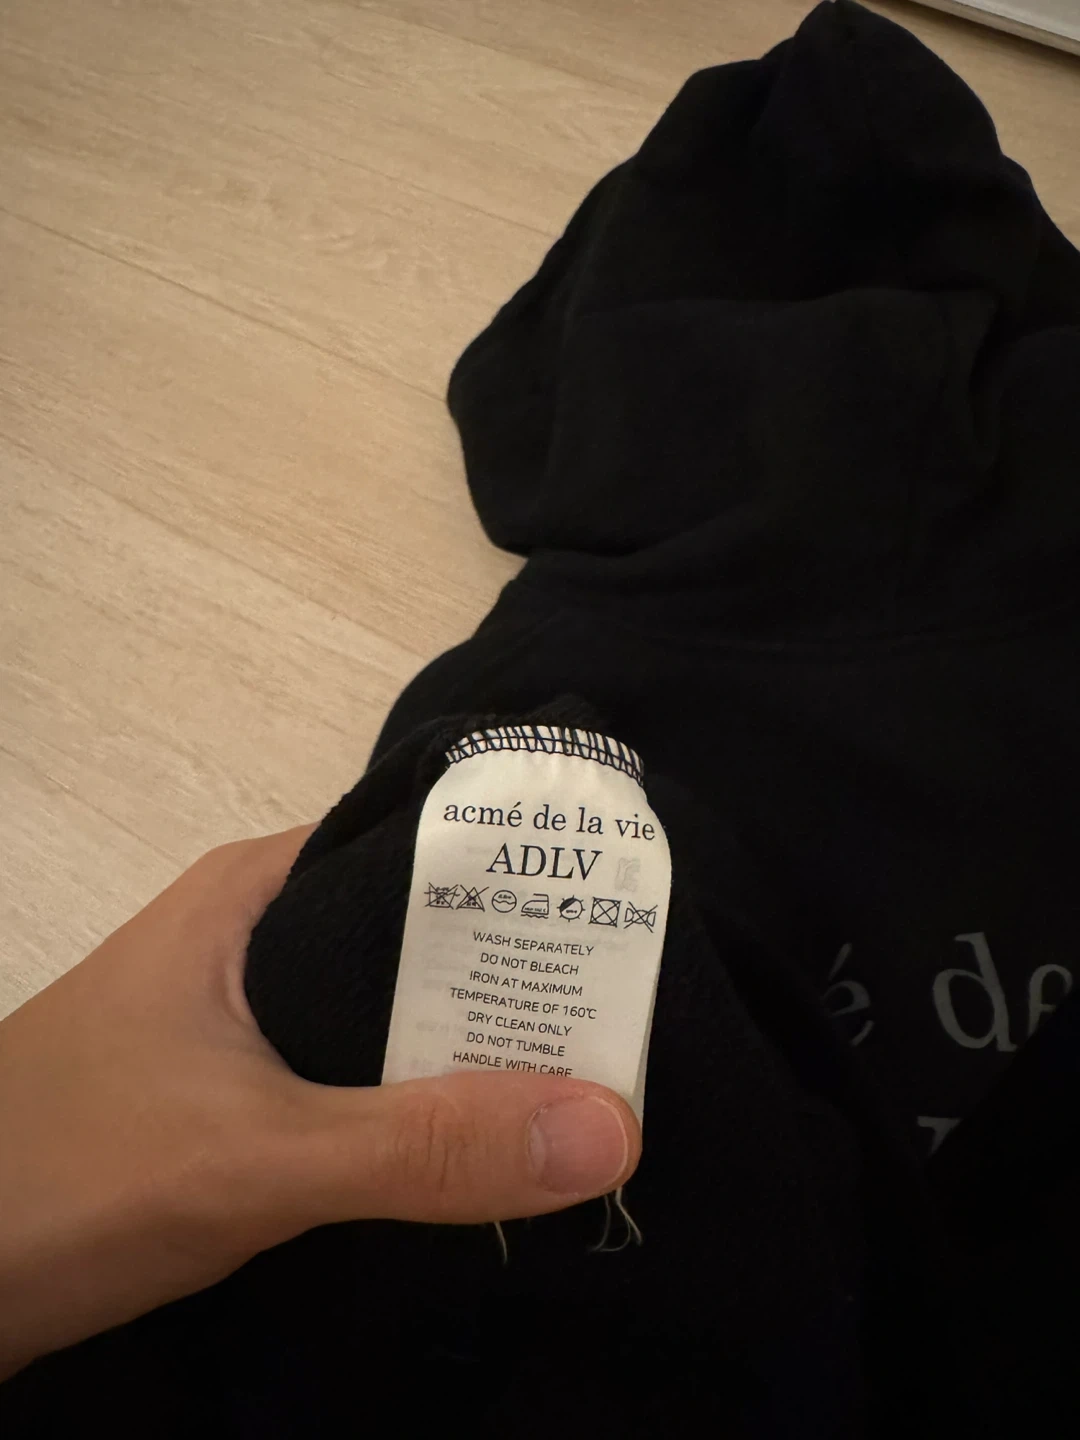 acmé de la vie
ADLV
WASH SEPARATELY
DO NOT BLEACH
IRON AT MAXIMUM
TEMPERATURE OF 160℃
DRY CLEAN ONLY
DO NOT TUMBLE
HANDLE WITH CARE
é de